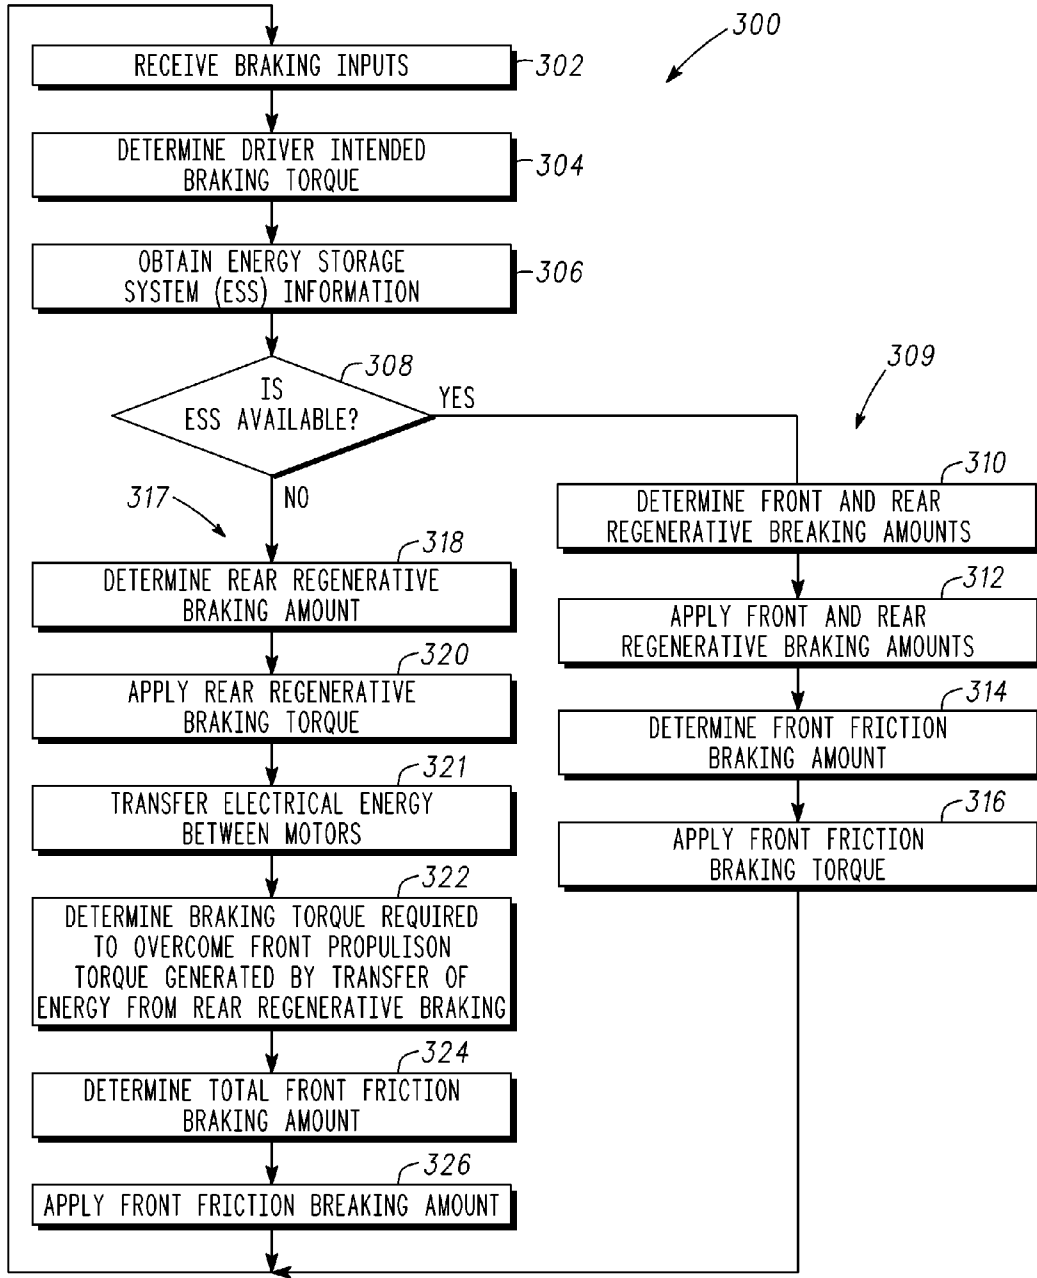 300
RECEIVE BRAKING INPUTS
302
DETERMINE DRIVER INTENDED
BRAKING TORQUE
304
OBTAIN ENERGY STORAGE
SYSTEM (ESS) INFORMATION
306
308
IS
ESS AVAILABLE?
YES
NO
309
310
DETERMINE FRONT AND REAR
REGENERATIVE BREAKING AMOUNTS
312
APPLY FRONT AND REAR
REGENERATIVE BRAKING AMOUNTS
314
DETERMINE FRONT FRICTION
BRAKING AMOUNT
316
APPLY FRONT FRICTION
BRAKING TORQUE
317
318
DETERMINE REAR REGENERATIVE
BRAKING AMOUNT
320
APPLY REAR REGENERATIVE
BRAKING TORQUE
321
TRANSFER ELECTRICAL ENERGY
BETWEEN MOTORS
322
DETERMINE BRAKING TORQUE REQUIRED
TO OVERCOME FRONT PROPULISON
TORQUE GENERATED BY TRANSFER OF
ENERGY FROM REAR REGENERATIVE BRAKING
324
DETERMINE TOTAL FRONT FRICTION
BRAKING AMOUNT
326
APPLY FRONT FRICTION BREAKING AMOUNT